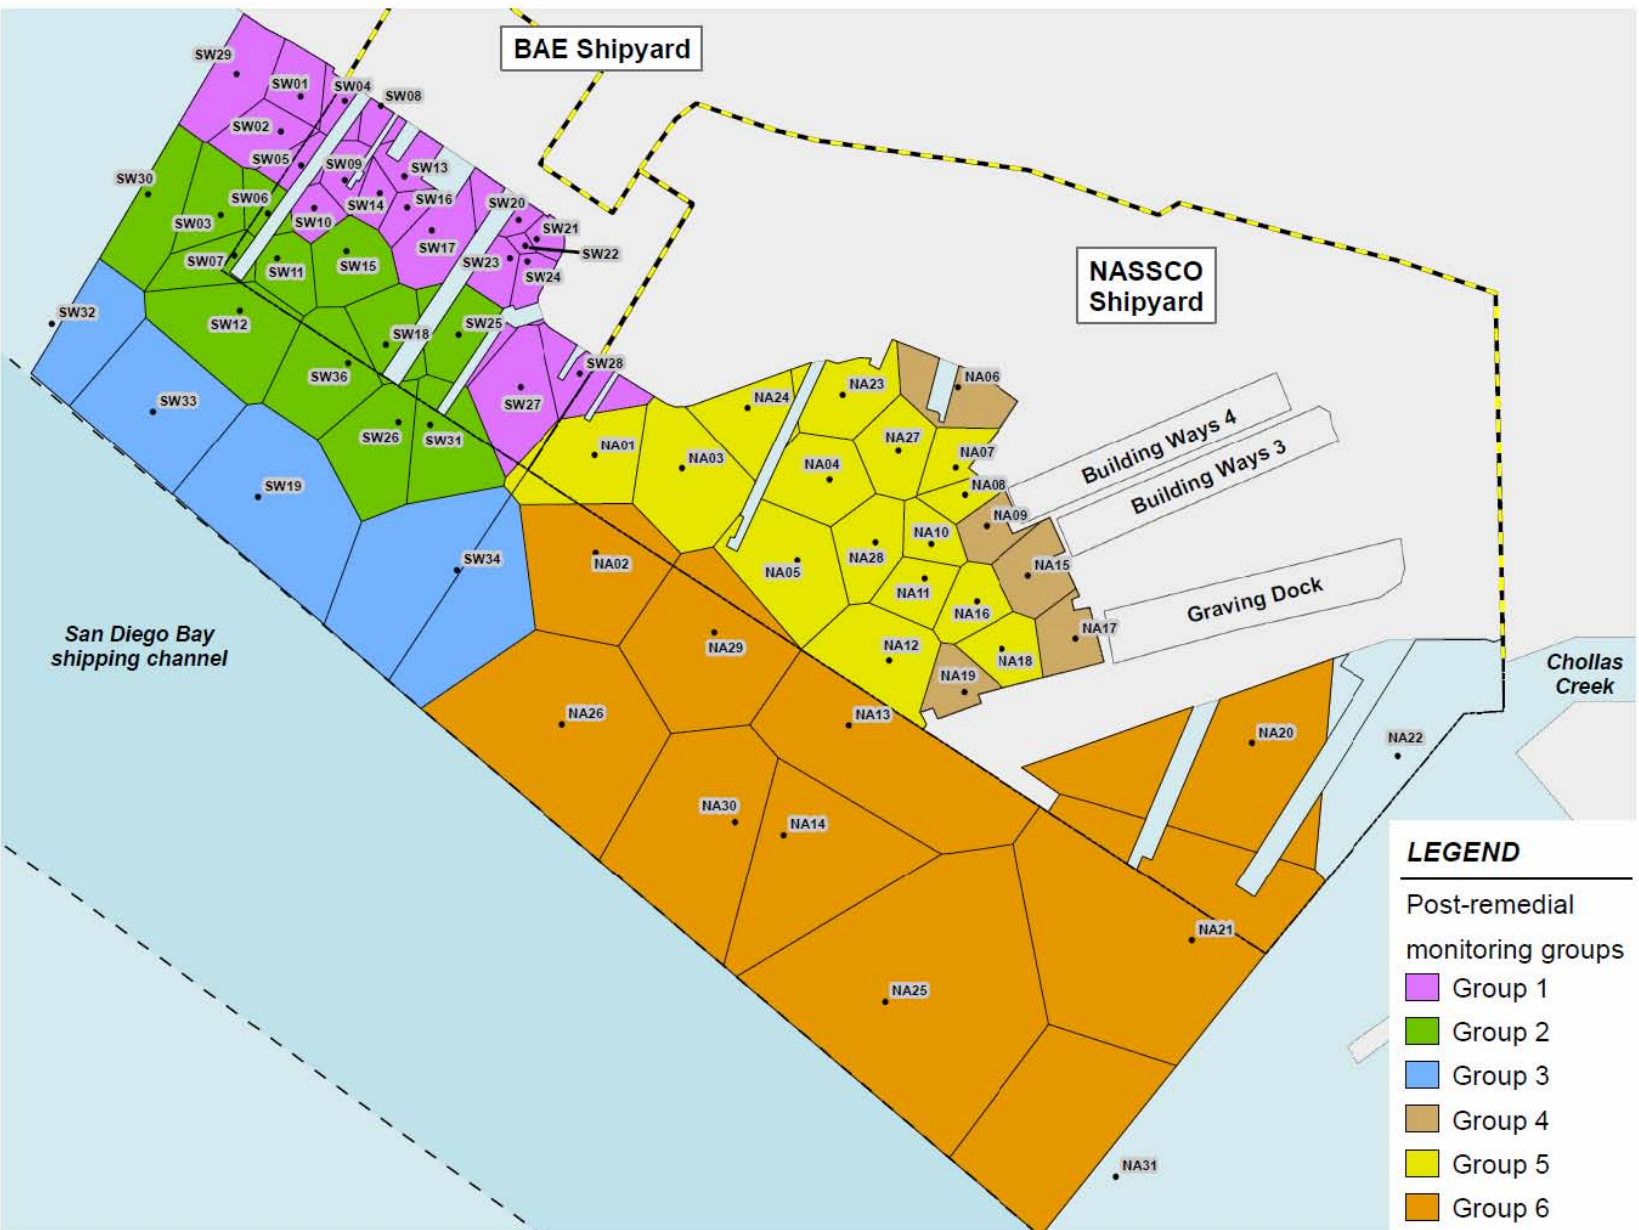 BAE Shipyard
SW29
SW01
SW04
SW08
SW02
SW05
SW09
SW13
SW30
SW06
SW14
SW16
SW20
SW03
SW10
SW21
SW17
SW22
SW07
SW11
SW15
SW23
SW24
NASSCO
Shipyard
SW32
SW12
SW18
SW25
SW36
SW28
SW33
SW27
SW26
SW31
NA24
NA23
NA06
NA01
NA03
NA27
NA04
NA07
Building Ways 4
Building Ways 3
SW19
NA08
NA09
NA10
SW34
NA02
NA05
NA28
NA15
NA11
NA16
Graving Dock
San Diego Bay
shipping channel
NA29
NA12
NA18
NA17
NA19
Chollas
Creek
NA26
NA13
NA20
NA22
NA30
NA14
NA21
NA25
NA31
LEGEND
Post-remedial
monitoring groups
Group 1
Group 2
Group 3
Group 4
Group 5
Group 6